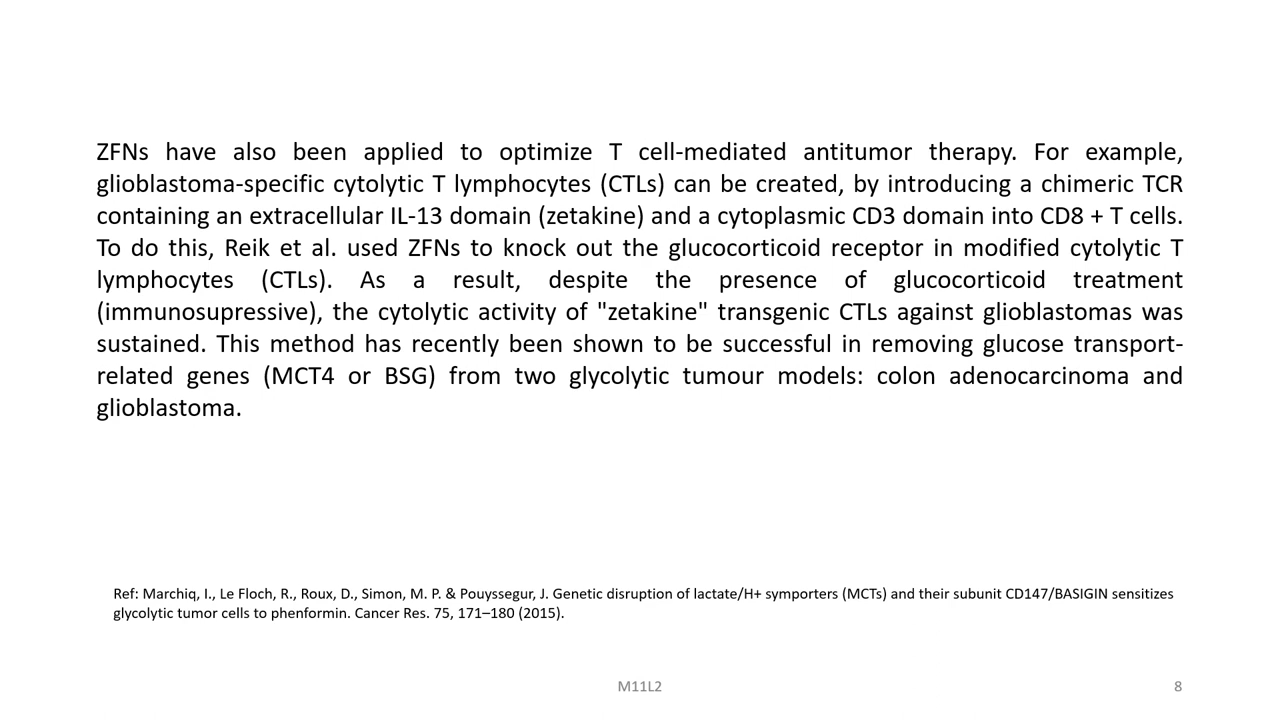 ZFNs have also been applied to optimize T cell-mediated antitumor therapy. For example,
glioblastoma-specific cytolytic T lymphocytes (CTLs) can be created, by introducing a chimeric TCR
containing an extracellular IL-13 domain (zetakine) and a cytoplasmic CD3 domain into CD8 + T cells.
To do this, Reik et al. used ZFNs to knock out the glucocorticoid receptor in modified cytolytic T
lymphocytes (CTLs). As a result, despite the presence of glucocorticoid treatment
(immunosupressive), the cytolytic activity of "zetakine" transgenic CTLs against glioblastomas was
sustained. This method has recently been shown to be successful in removing glucose transport-
related genes (MCT4 or BSG) from two glycolytic tumour models: colon adenocarcinoma and
glioblastoma.
Ref: Marchiq, I., Le Floch, R., Roux, D., Simon, M. P. & Pouyssegur, J. Genetic disruption of lactate/H+ symporters (MCTs) and their subunit CD147/BASIGIN sensitizes
glycolytic tumor cells to phenformin. Cancer Res. 75, 171–180 (2015).
M11L2
8